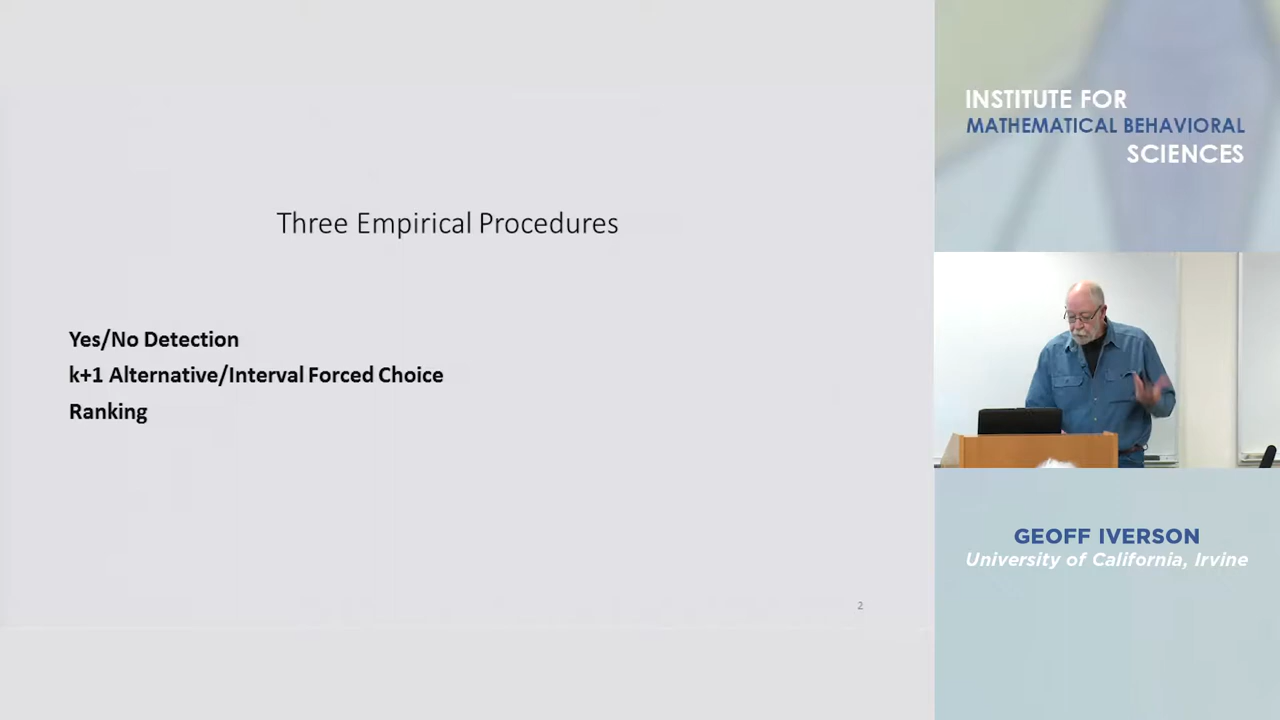 Three Empirical Procedures
Yes/No Detection
k+1 Alternative/Interval Forced Choice
Ranking
2
INSTITUTE FOR
MATHEMATICAL BEHAVIORAL
SCIENCES
GEOFF IVERSON
University of California, Irvine